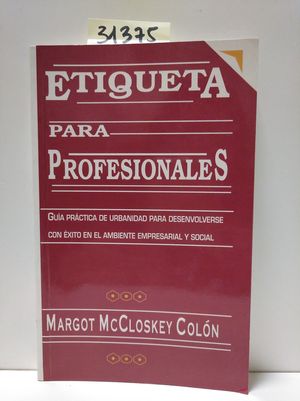 31375
ETIQUETA
PARA
PROFESIONALES
GUÍA PRÁCTICA DE URBANIDAD PARA DESENVOLVERSE
CON ÉXITO EN EL AMBIENTE EMPRESARIAL Y SOCIAL
MARGOT MCCLOSKEY COLÓN